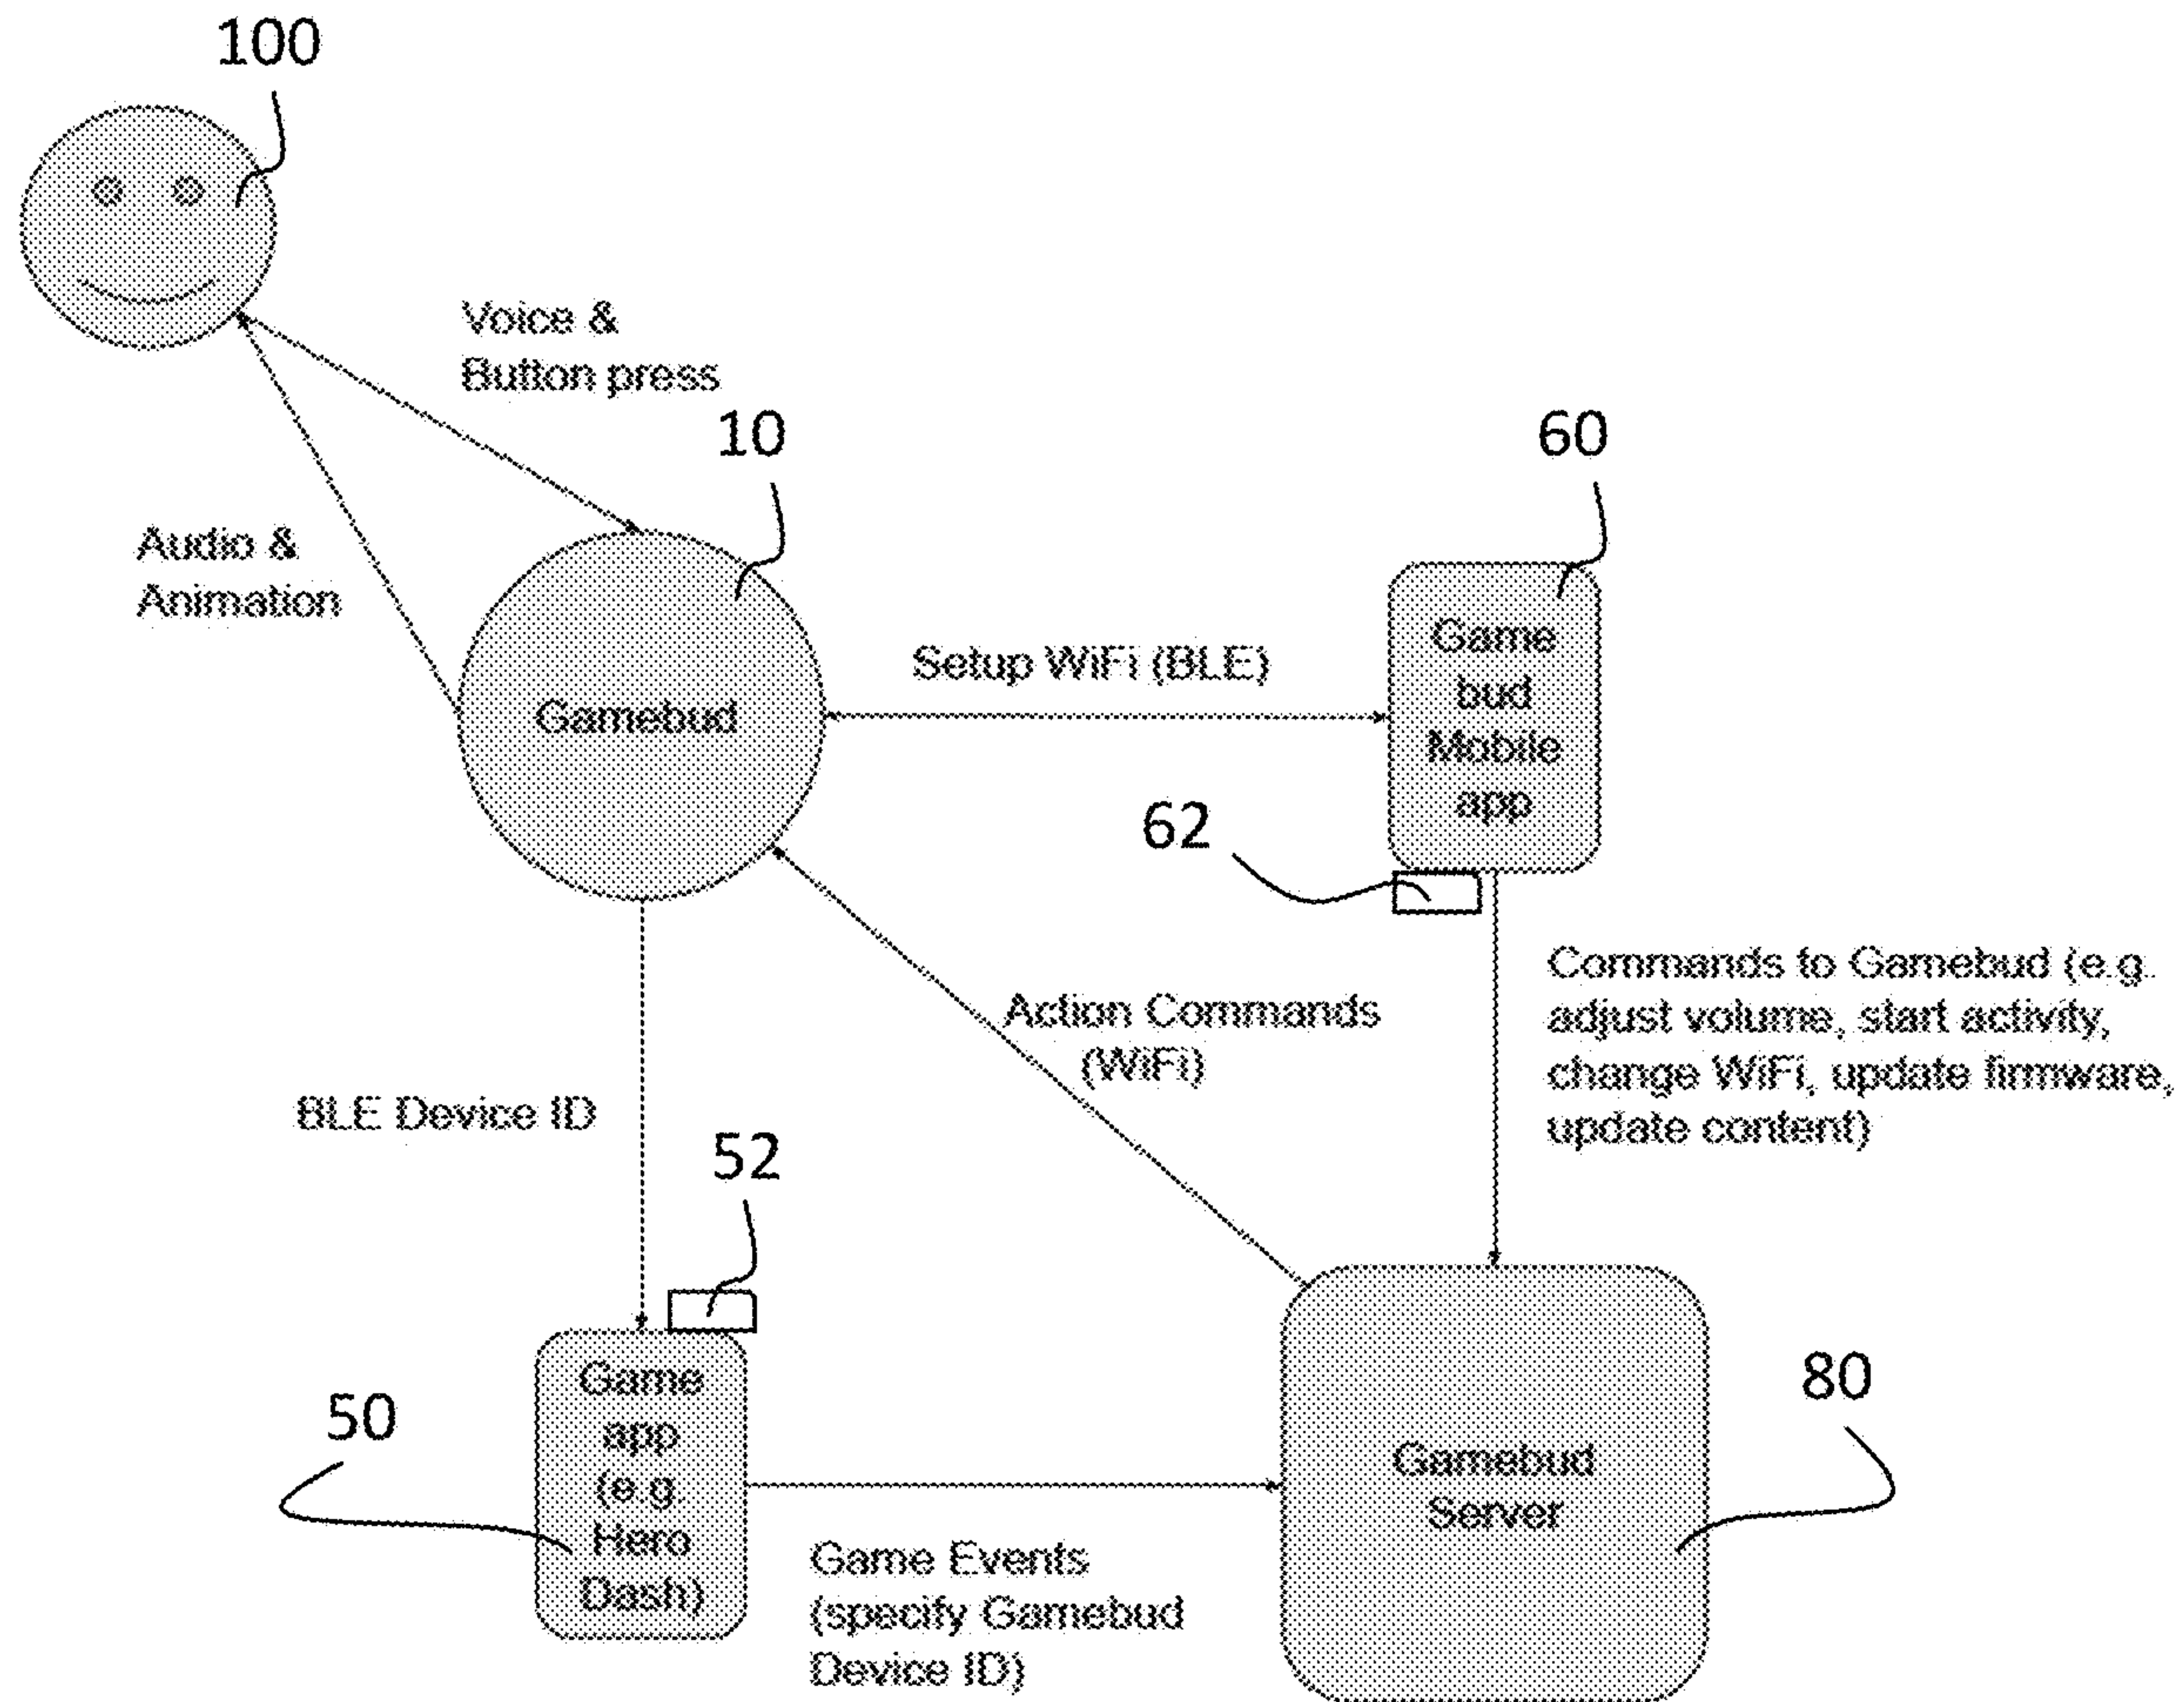 100
Voice &
Button press
10
60
Audio &
Animation
Setup WiFi (BLE)
Gamebud
Game
bud
Mobile
app
62
Commands to Gamebud (e.g.
adjust volume, start activity,
change WiFi, update firmware,
update content)
Action Commands
(WiFi)
BLE Device ID
52
50
Game
app
(e.g.
Hero
Dash)
80
Gamebud
Server
Game Events
(specify Gamebud
Device ID)